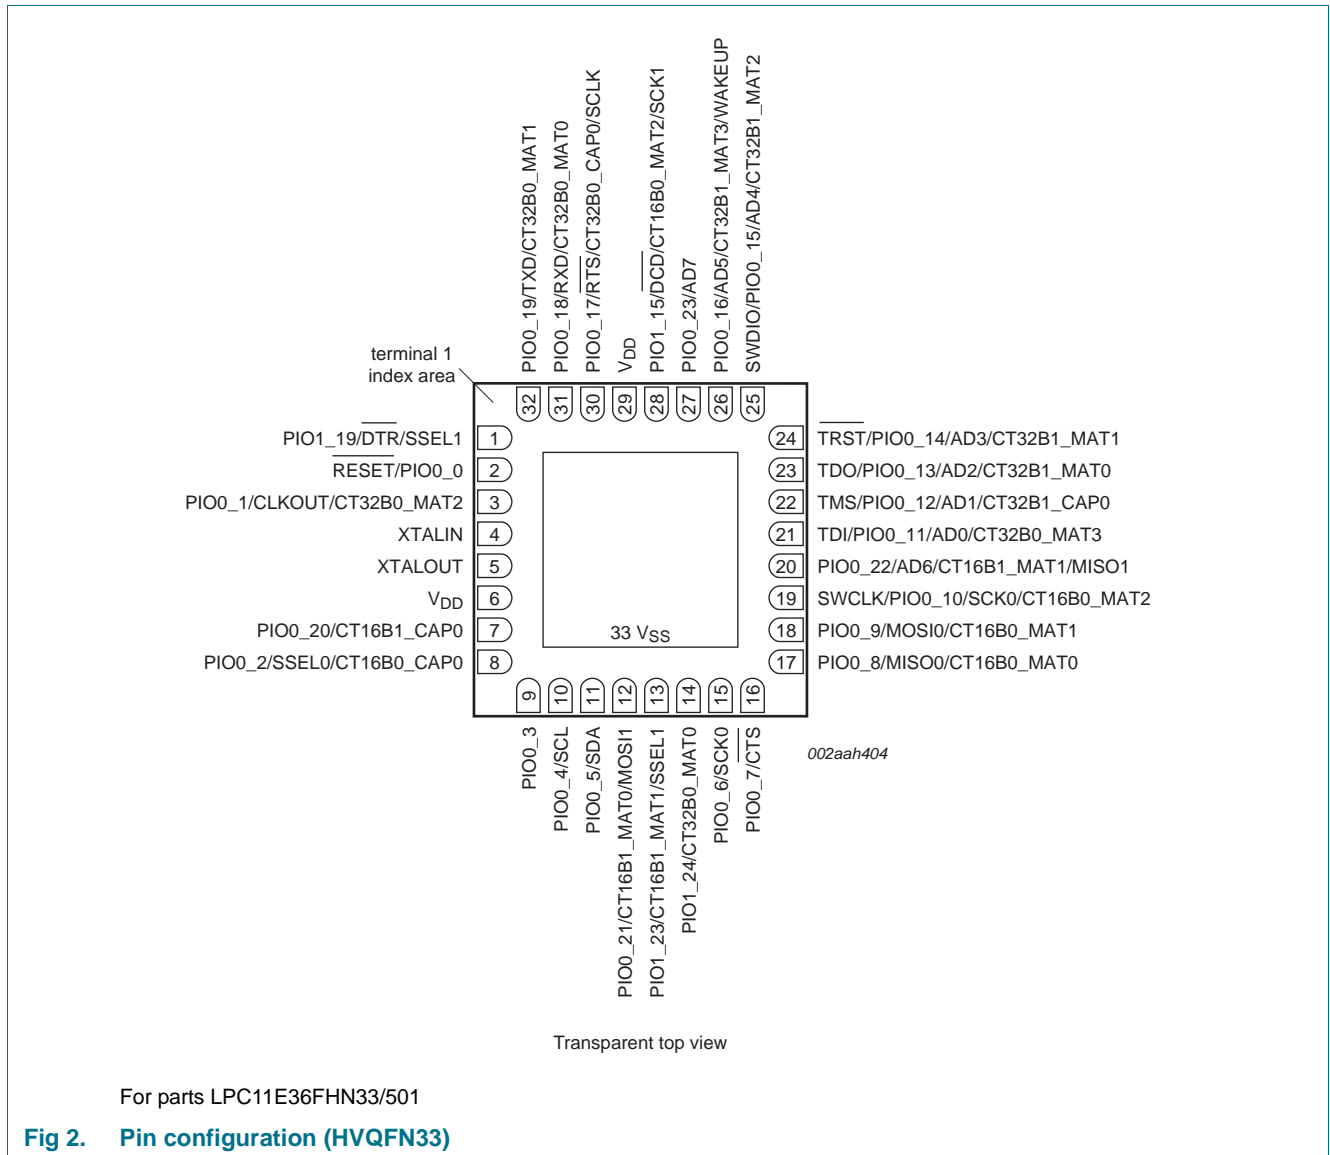 PIO0_19/TXD/CT32B0_MAT1
PIO0_18/RXD/CT32B0_MAT0
PIO0_17/RTS/CT32B0_CAP0/SCLK
VDD
PIO1_15/DCD/CT16B0_MAT2/SCK1
PIO0_23/AD7
PIO0_16/AD5/CT32B1_MAT3/WAKEUP
SWDIO/PIO0_15/AD4/CT32B1_MAT2
terminal 1
index area
32
31
30
29
28
27
26
25
PIO1_19/DTR/SSEL1 1
RESET/PIO0_0 2
PIO0_1/CLKOUT/CT32B0_MAT2 3
XTALIN 4
XTALOUT 5
VDD 6
PIO0_20/CT16B1_CAP0 7
PIO0_2/SSEL0/CT16B0_CAP0 8
33 VSS
24 TRST/PIO0_14/AD3/CT32B1_MAT1
23 TDO/PIO0_13/AD2/CT32B1_MAT0
22 TMS/PIO0_12/AD1/CT32B1_CAP0
21 TDI/PIO0_11/AD0/CT32B0_MAT3
20 PIO0_22/AD6/CT16B1_MAT1/MISO1
19 SWCLK/PIO0_10/SCK0/CT16B0_MAT2
18 PIO0_9/MOSI0/CT16B0_MAT1
17 PIO0_8/MISO0/CT16B0_MAT0
9
10
11
12
13
14
15
16
PIO0_3
PIO0_4/SCL
PIO0_5/SDA
PIO0_21/CT16B1_MAT0/MOSI1
PIO1_23/CT16B1_MAT1/SSEL1
PIO1_24/CT32B0_MAT0
PIO0_6/SCK0
PIO0_7/CTS
002aah404
Transparent top view
For parts LPC11E36FHN33/501
Fig 2. Pin configuration (HVQFN33)